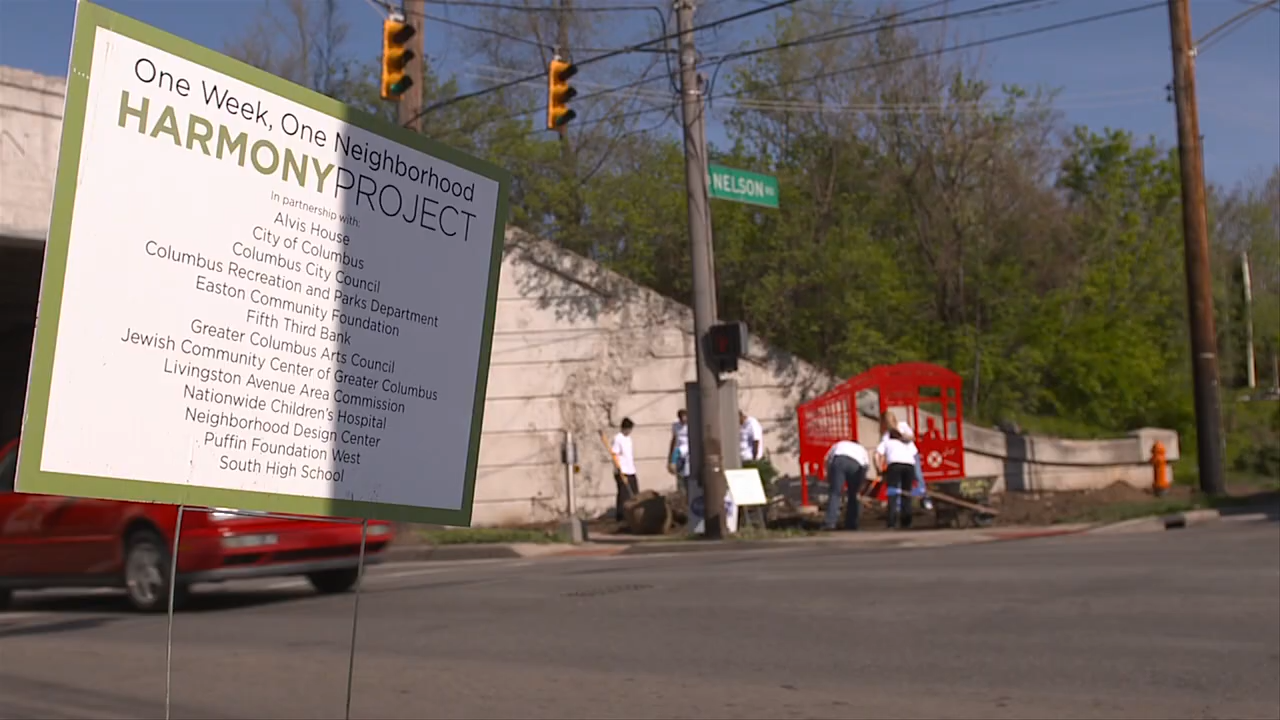 One Week, One Neighborhood
HARMONYPROJECT
In partnership with:
Alvis House
City of Columbus
Columbus City Council
Columbus Recreation and Parks Department
Easton Community Foundation
Fifth Third Bank
Greater Columbus Arts Council
Jewish Community Center of Greater Columbus
Livingston Avenue Area Commission
Nationwide Children's Hospital
Neighborhood Design Center
Puffin Foundation West
South High School
NELSON